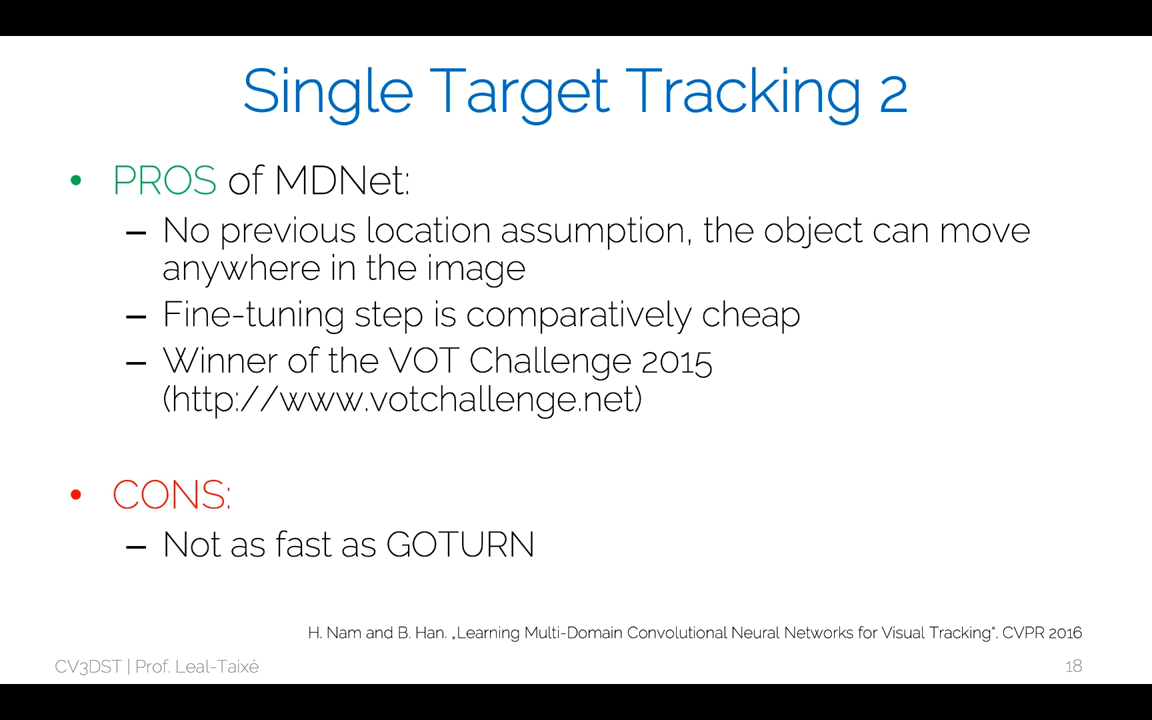 Single Target Tracking 2
• PROS of MDNet:
– No previous location assumption, the object can move
anywhere in the image
– Fine-tuning step is comparatively cheap
– Winner of the VOT Challenge 2015
(http://www.votchallenge.net)
• CONS:
– Not as fast as GOTURN
H. Nam and B. Han. „Learning Multi-Domain Convolutional Neural Networks for Visual Tracking“. CVPR 2016
CV3DST | Prof. Leal-Taixé
18